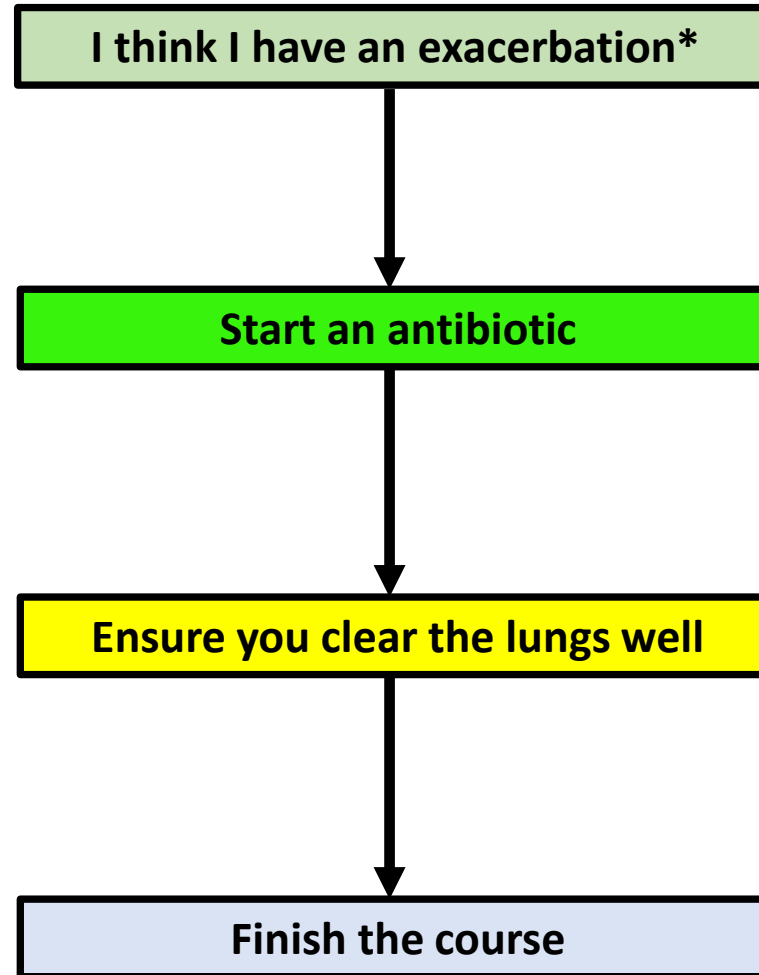 I think I have an exacerbation*
Start an antibiotic
Ensure you clear the lungs well
Finish the course